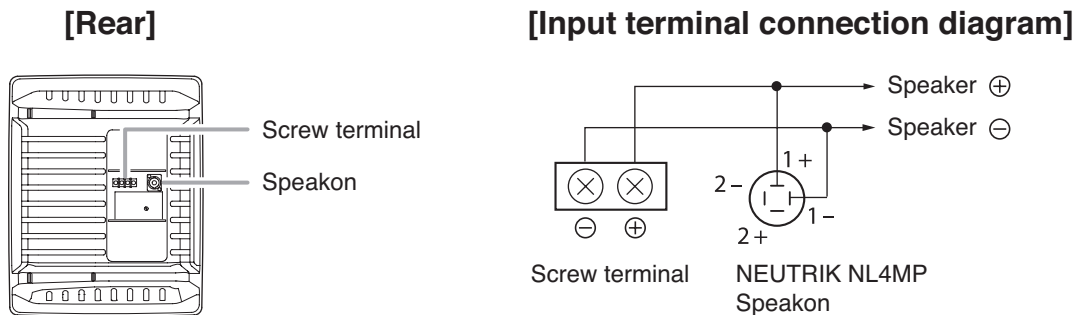 [Rear]
Screw terminal
Speakon
[Input terminal connection diagram]
Speaker ⊕
Speaker ⊖
1 +
2 –
1 –
2 +
⊖ ⊕
Screw terminal
NEUTRIK NL4MP
Speakon